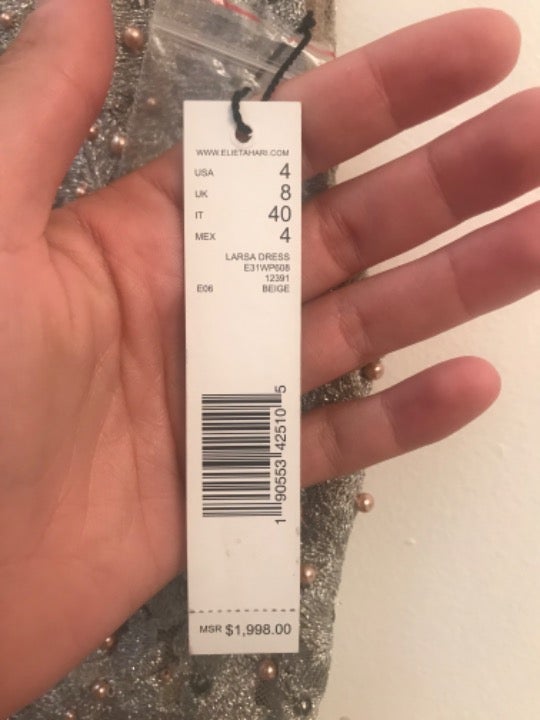 WWW.ELIETAHARI.COM
USA 4
UK 8
IT 40
MEX 4
LARSA DRESS
E31WP608
12391
E06 BEIGE
1 90553 42510 5
MSR $1,998.00